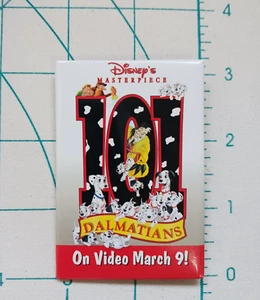 Disney's
MASTERPIECE
101
DALMATIANS
On Video March 9!
4
3
2
1
0